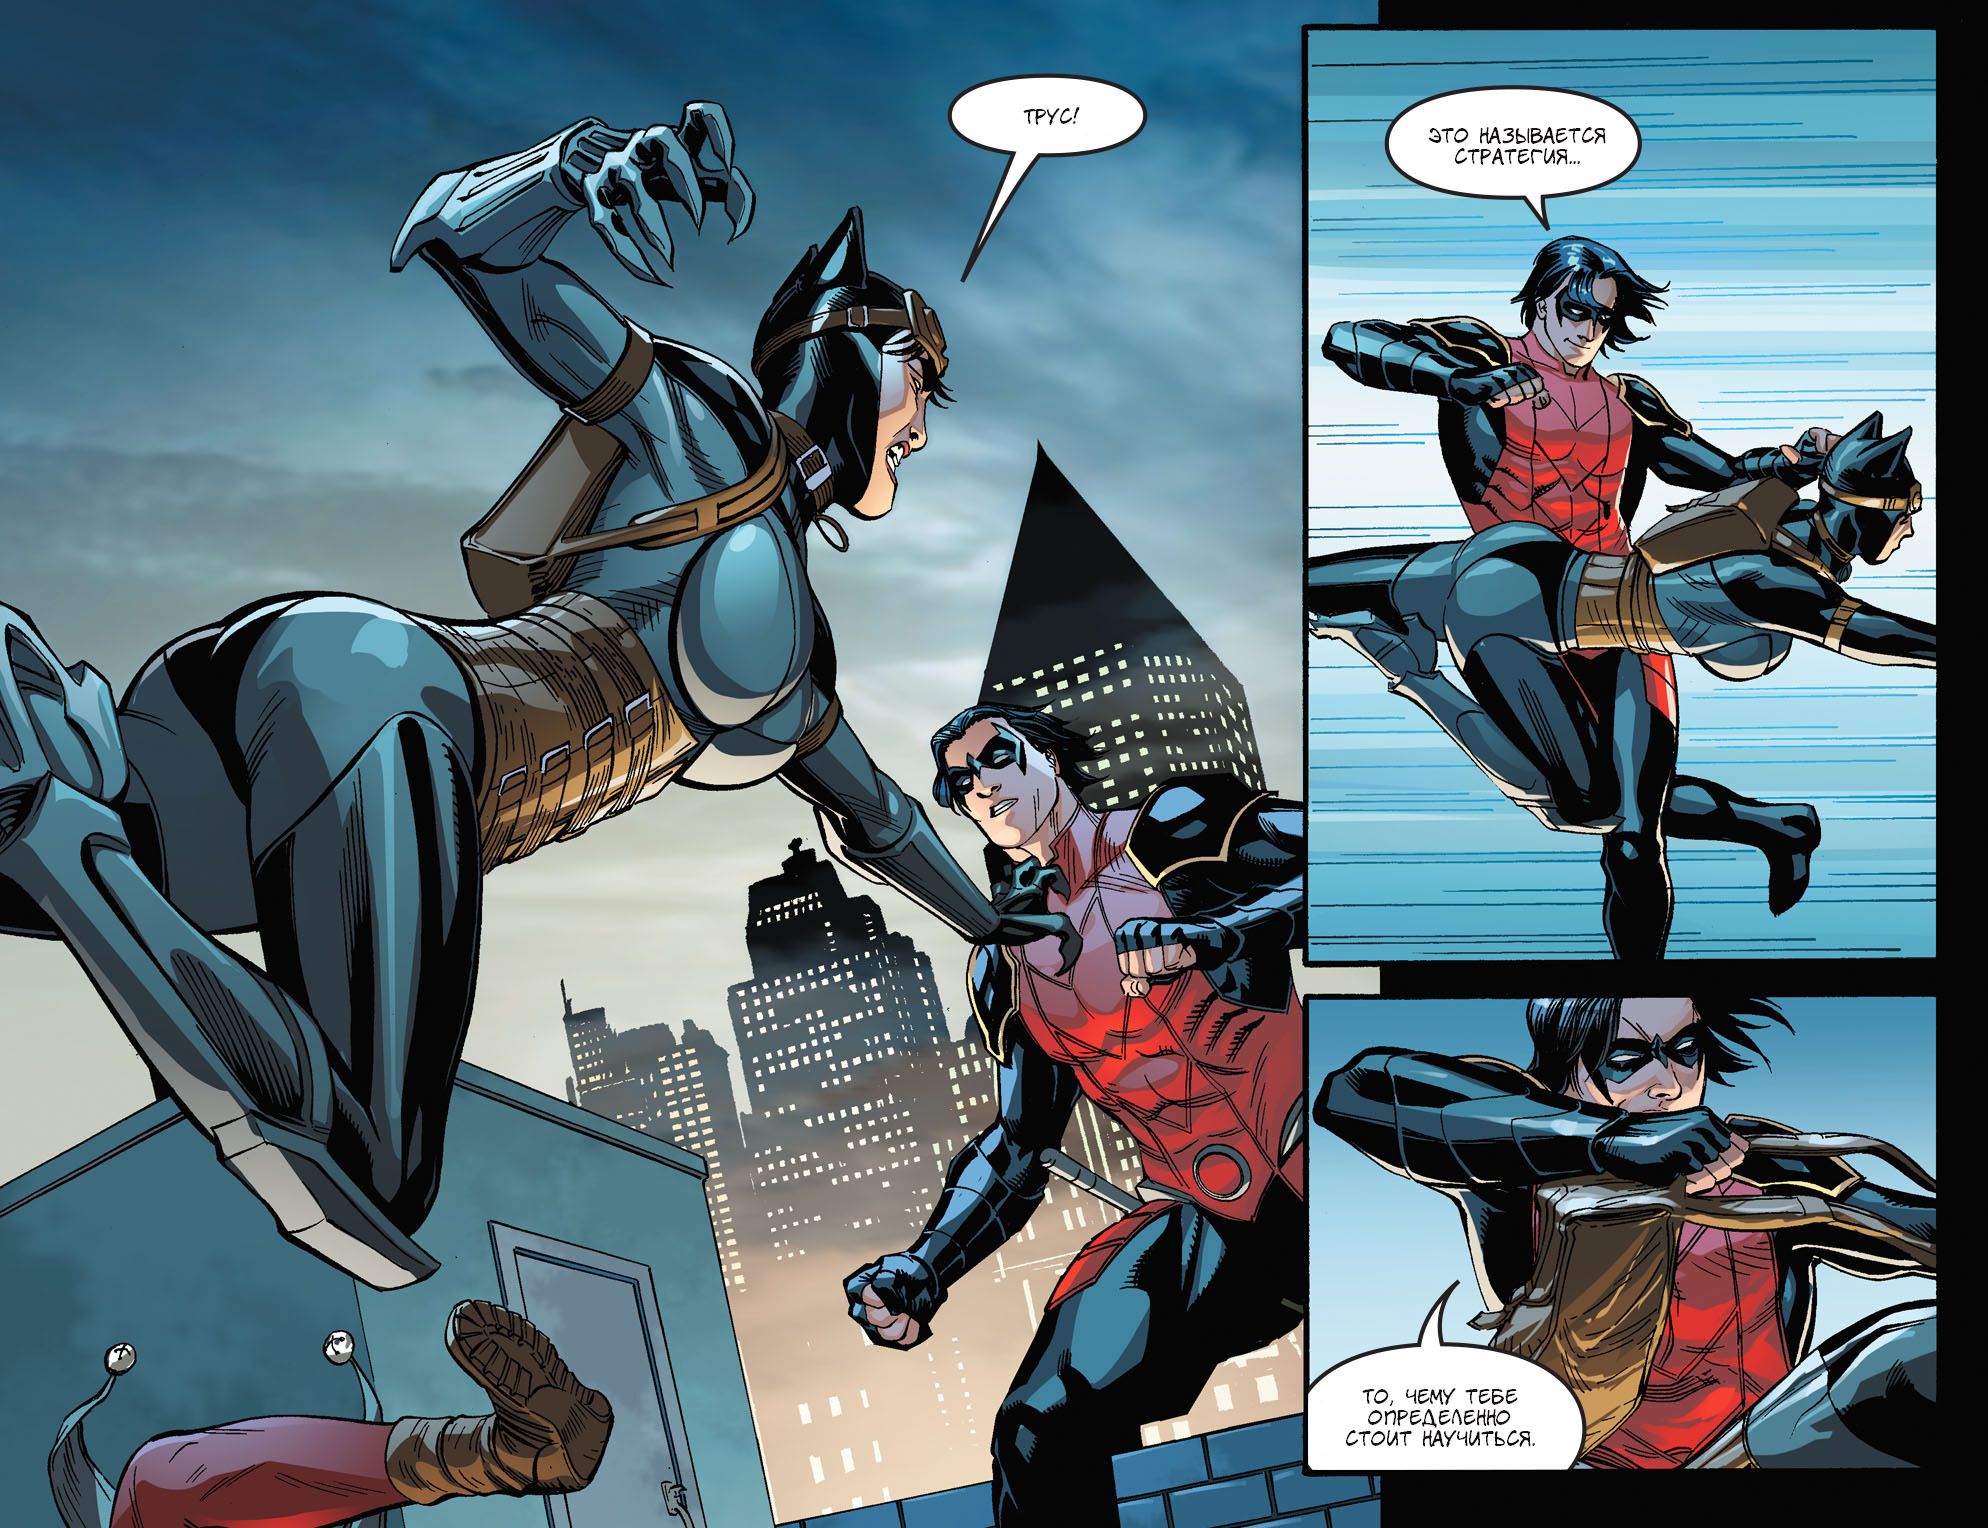 ТРУС!
ЭТО НАЗЫВАЕТСЯ
СТРАТЕГИЯ...
ТО, ЧЕМУ ТЕБЕ
ОПРЕДЕЛЕННО
СТОИТ НАУЧИТЬСЯ.